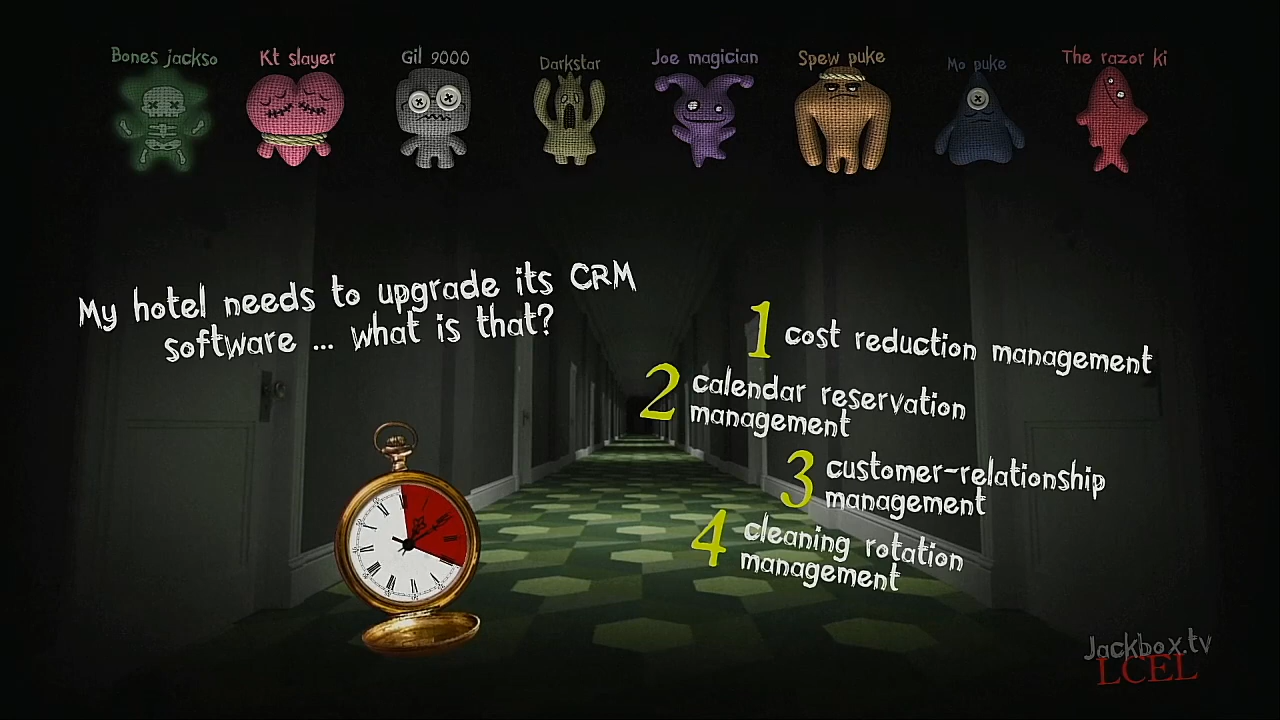 Bones jackso
Kt slayer
Gil 9000
Darkstar
Joe magician
Spew puke
Mo puke
The razor ki
My hotel needs to upgrade its CRM
software ... what is that?
1 cost reduction management
2 calendar reservation
management
3 customer-relationship
management
4 cleaning rotation
management
Jackbox.tv
LCEL